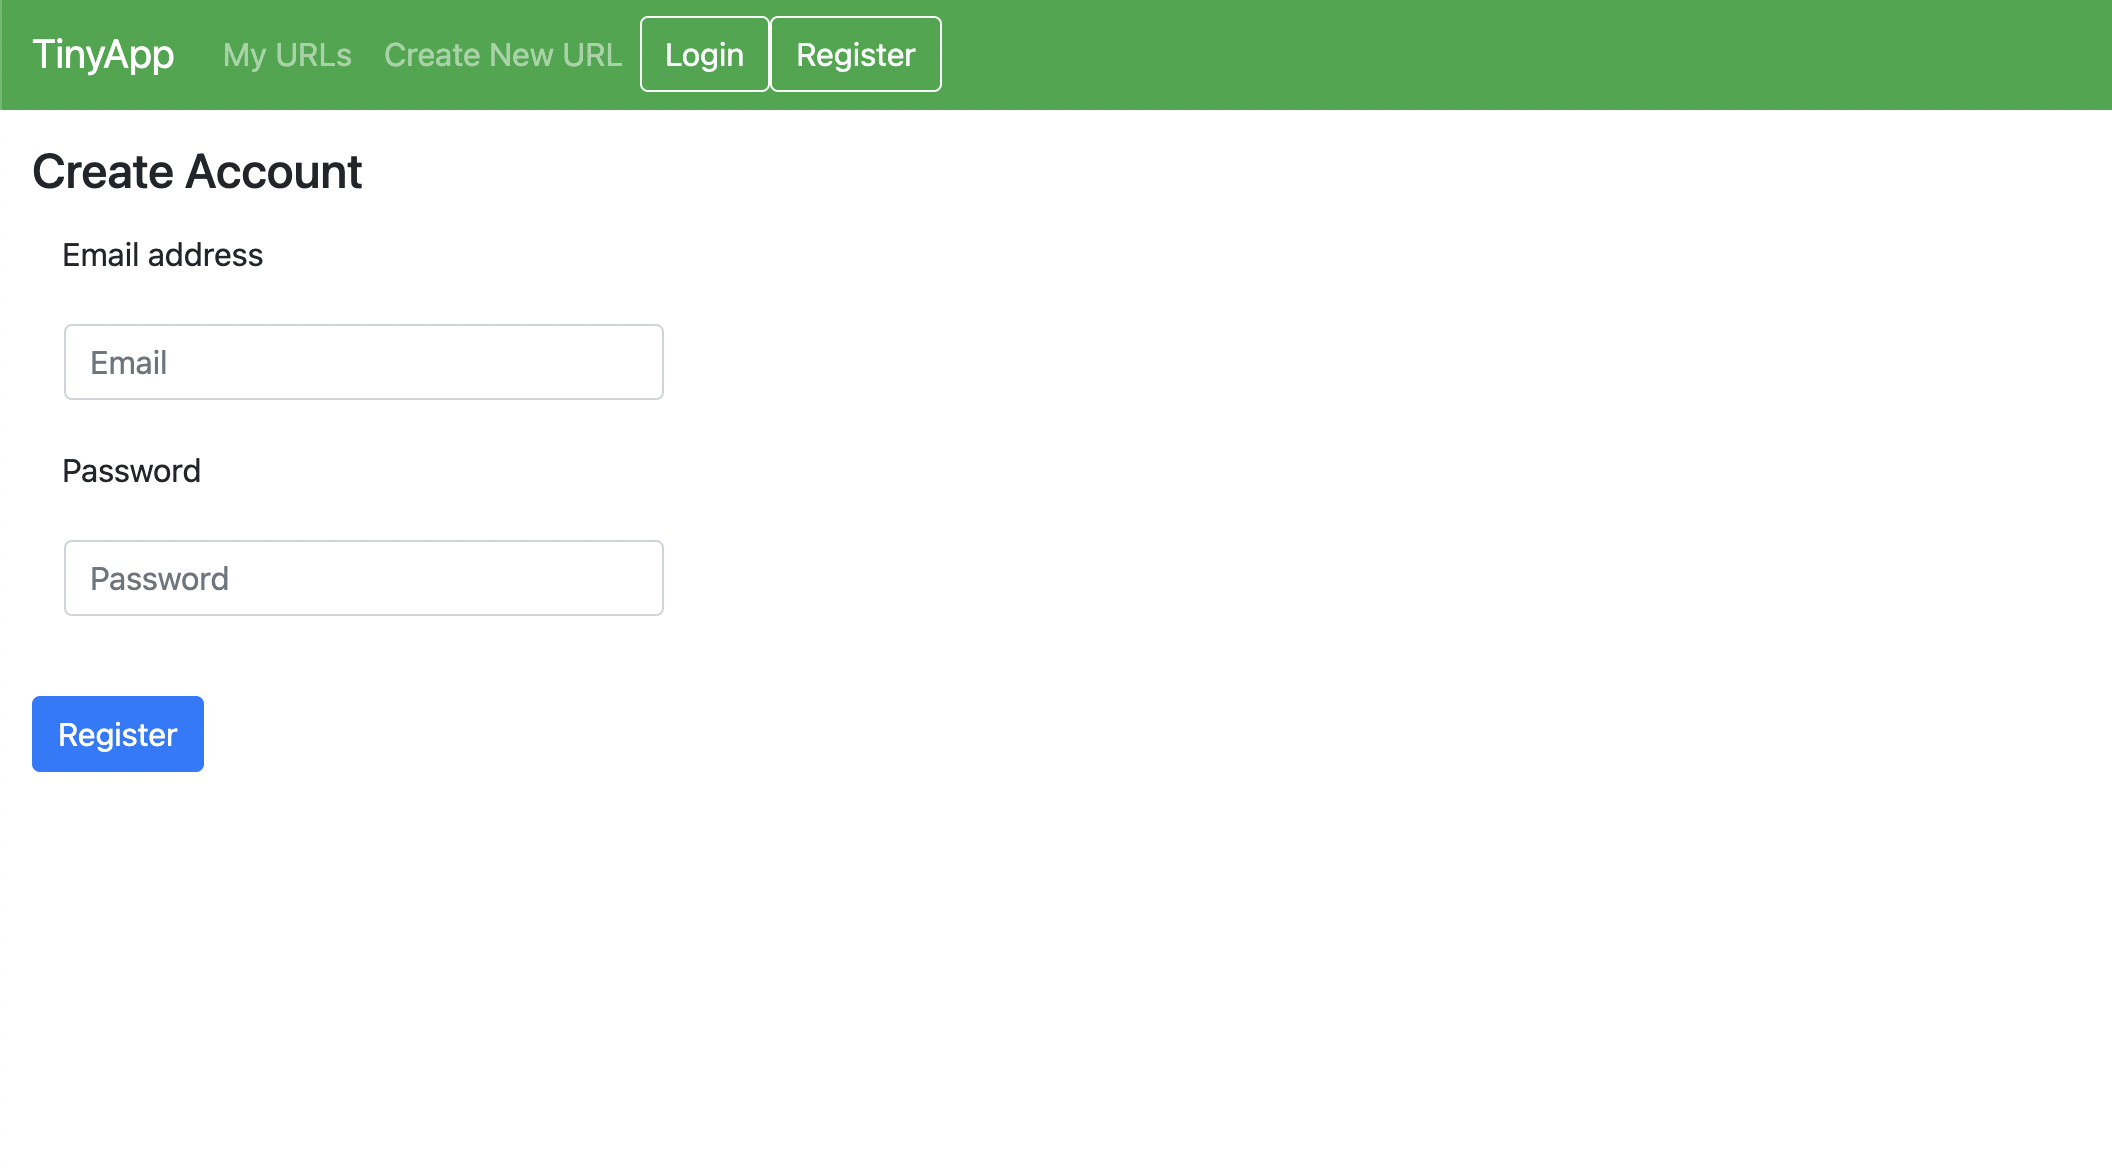 TinyApp My URLs Create New URL Login Register
Create Account
Email address
Email
Password
Password
Register